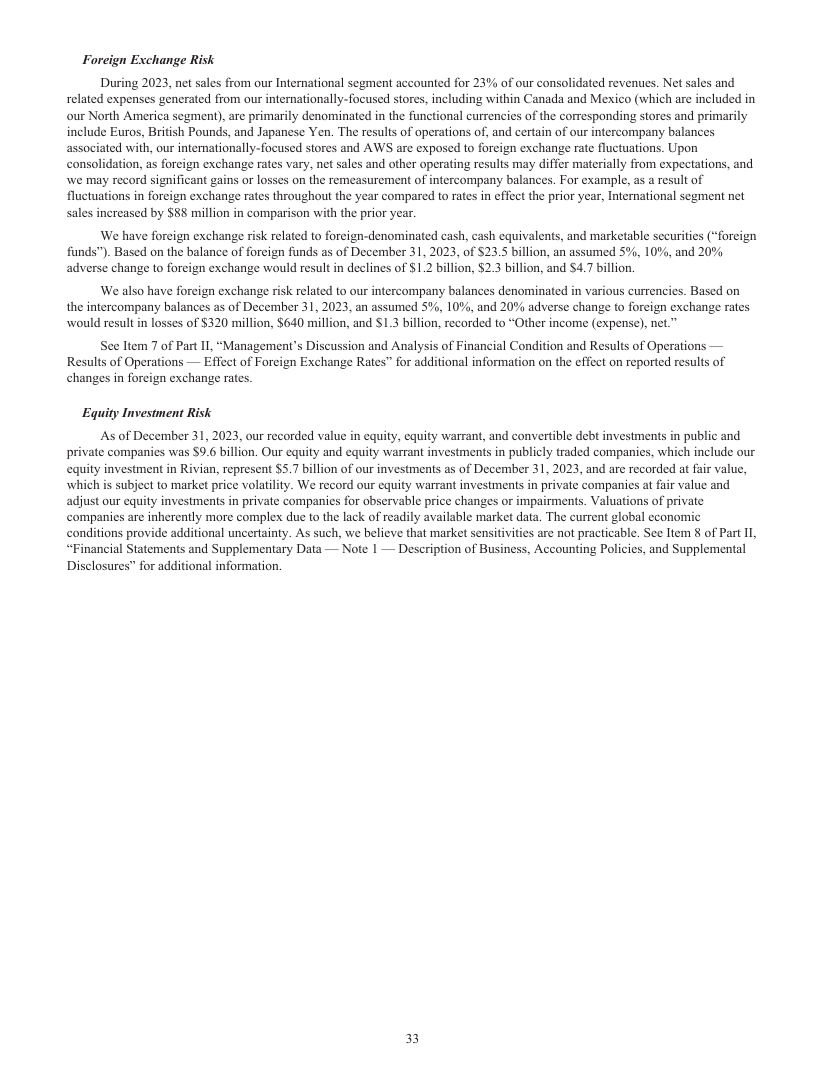 Foreign Exchange Risk
During 2023, net sales from our International segment accounted for 23% of our consolidated revenues. Net sales and
related expenses generated from our internationally-focused stores, including within Canada and Mexico (which are included in
our North America segment), are primarily denominated in the functional currencies of the corresponding stores and primarily
include Euros, British Pounds, and Japanese Yen. The results of operations of, and certain of our intercompany balances
associated with, our internationally-focused stores and AWS are exposed to foreign exchange rate fluctuations. Upon
consolidation, as foreign exchange rates vary, net sales and other operating results may differ materially from expectations, and
we may record significant gains or losses on the remeasurement of intercompany balances. For example, as a result of
fluctuations in foreign exchange rates throughout the year compared to rates in effect the prior year, International segment net
sales increased by $88 million in comparison with the prior year.
We have foreign exchange risk related to foreign-denominated cash, cash equivalents, and marketable securities (“foreign
funds”). Based on the balance of foreign funds as of December 31, 2023, of $23.5 billion, an assumed 5%, 10%, and 20%
adverse change to foreign exchange would result in declines of $1.2 billion, $2.3 billion, and $4.7 billion.
We also have foreign exchange risk related to our intercompany balances denominated in various currencies. Based on
the intercompany balances as of December 31, 2023, an assumed 5%, 10%, and 20% adverse change to foreign exchange rates
would result in losses of $320 million, $640 million, and $1.3 billion, recorded to “Other income (expense), net.”
See Item 7 of Part II, “Management’s Discussion and Analysis of Financial Condition and Results of Operations —
Results of Operations — Effect of Foreign Exchange Rates” for additional information on the effect on reported results of
changes in foreign exchange rates.
Equity Investment Risk
As of December 31, 2023, our recorded value in equity, equity warrant, and convertible debt investments in public and
private companies was $9.6 billion. Our equity and equity warrant investments in publicly traded companies, which include our
equity investment in Rivian, represent $5.7 billion of our investments as of December 31, 2023, and are recorded at fair value,
which is subject to market price volatility. We record our equity warrant investments in private companies at fair value and
adjust our equity investments in private companies for observable price changes or impairments. Valuations of private
companies are inherently more complex due to the lack of readily available market data. The current global economic
conditions provide additional uncertainty. As such, we believe that market sensitivities are not practicable. See Item 8 of Part II,
“Financial Statements and Supplementary Data — Note 1 — Description of Business, Accounting Policies, and Supplemental
Disclosures” for additional information.
33